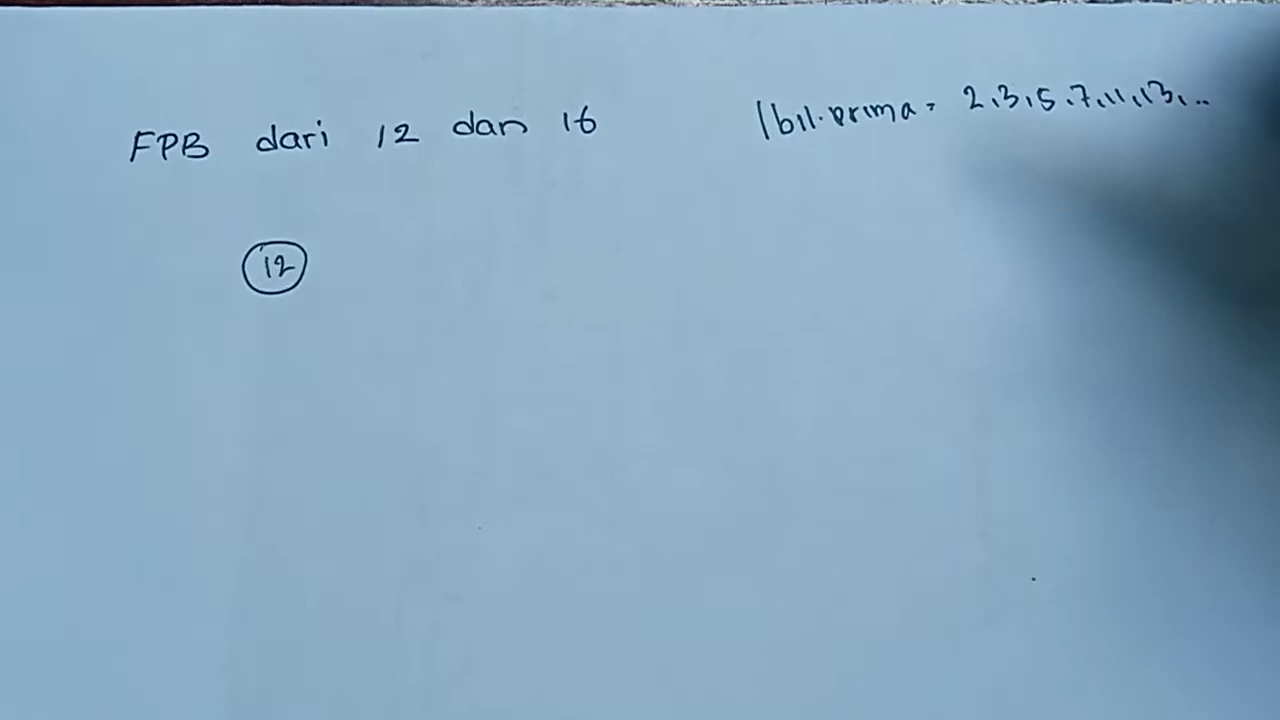 FPB dari 12 dan 16
bil. prima = 2,3,5,7,11,13,..
12